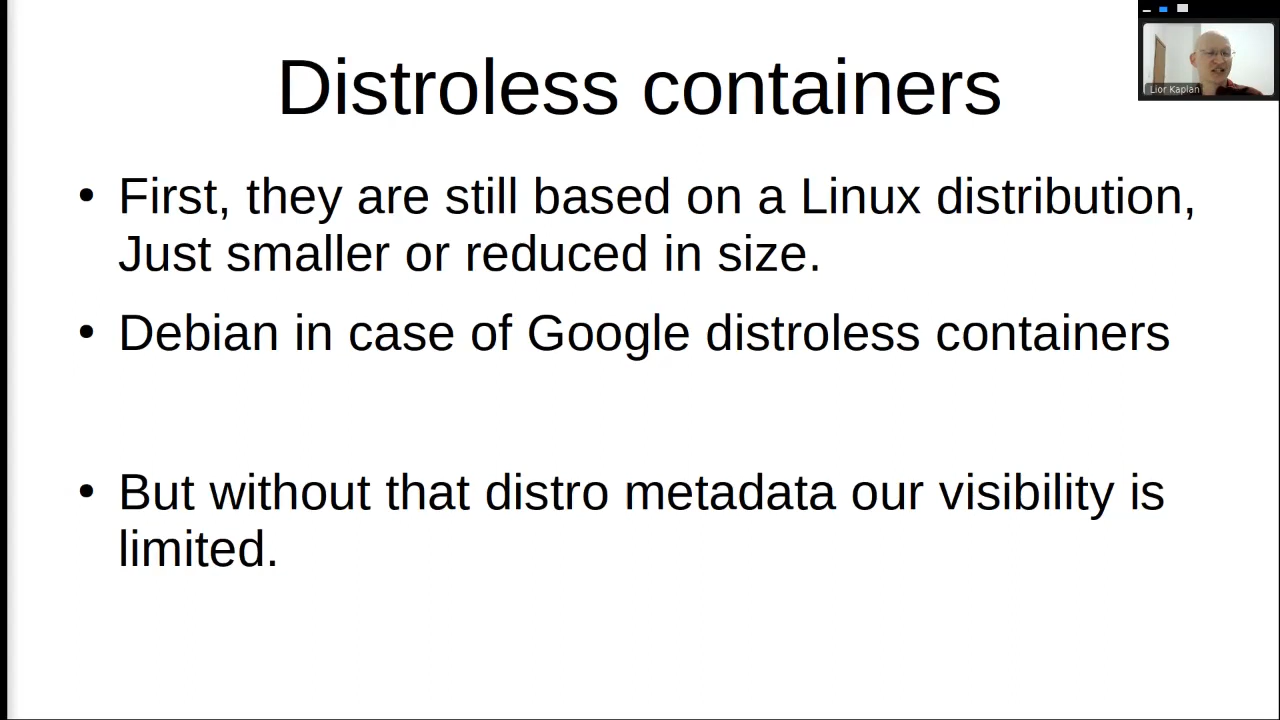 Distroless containers
Lior Kaplan
• First, they are still based on a Linux distribution,
Just smaller or reduced in size.
• Debian in case of Google distroless containers
• But without that distro metadata our visibility is
limited.